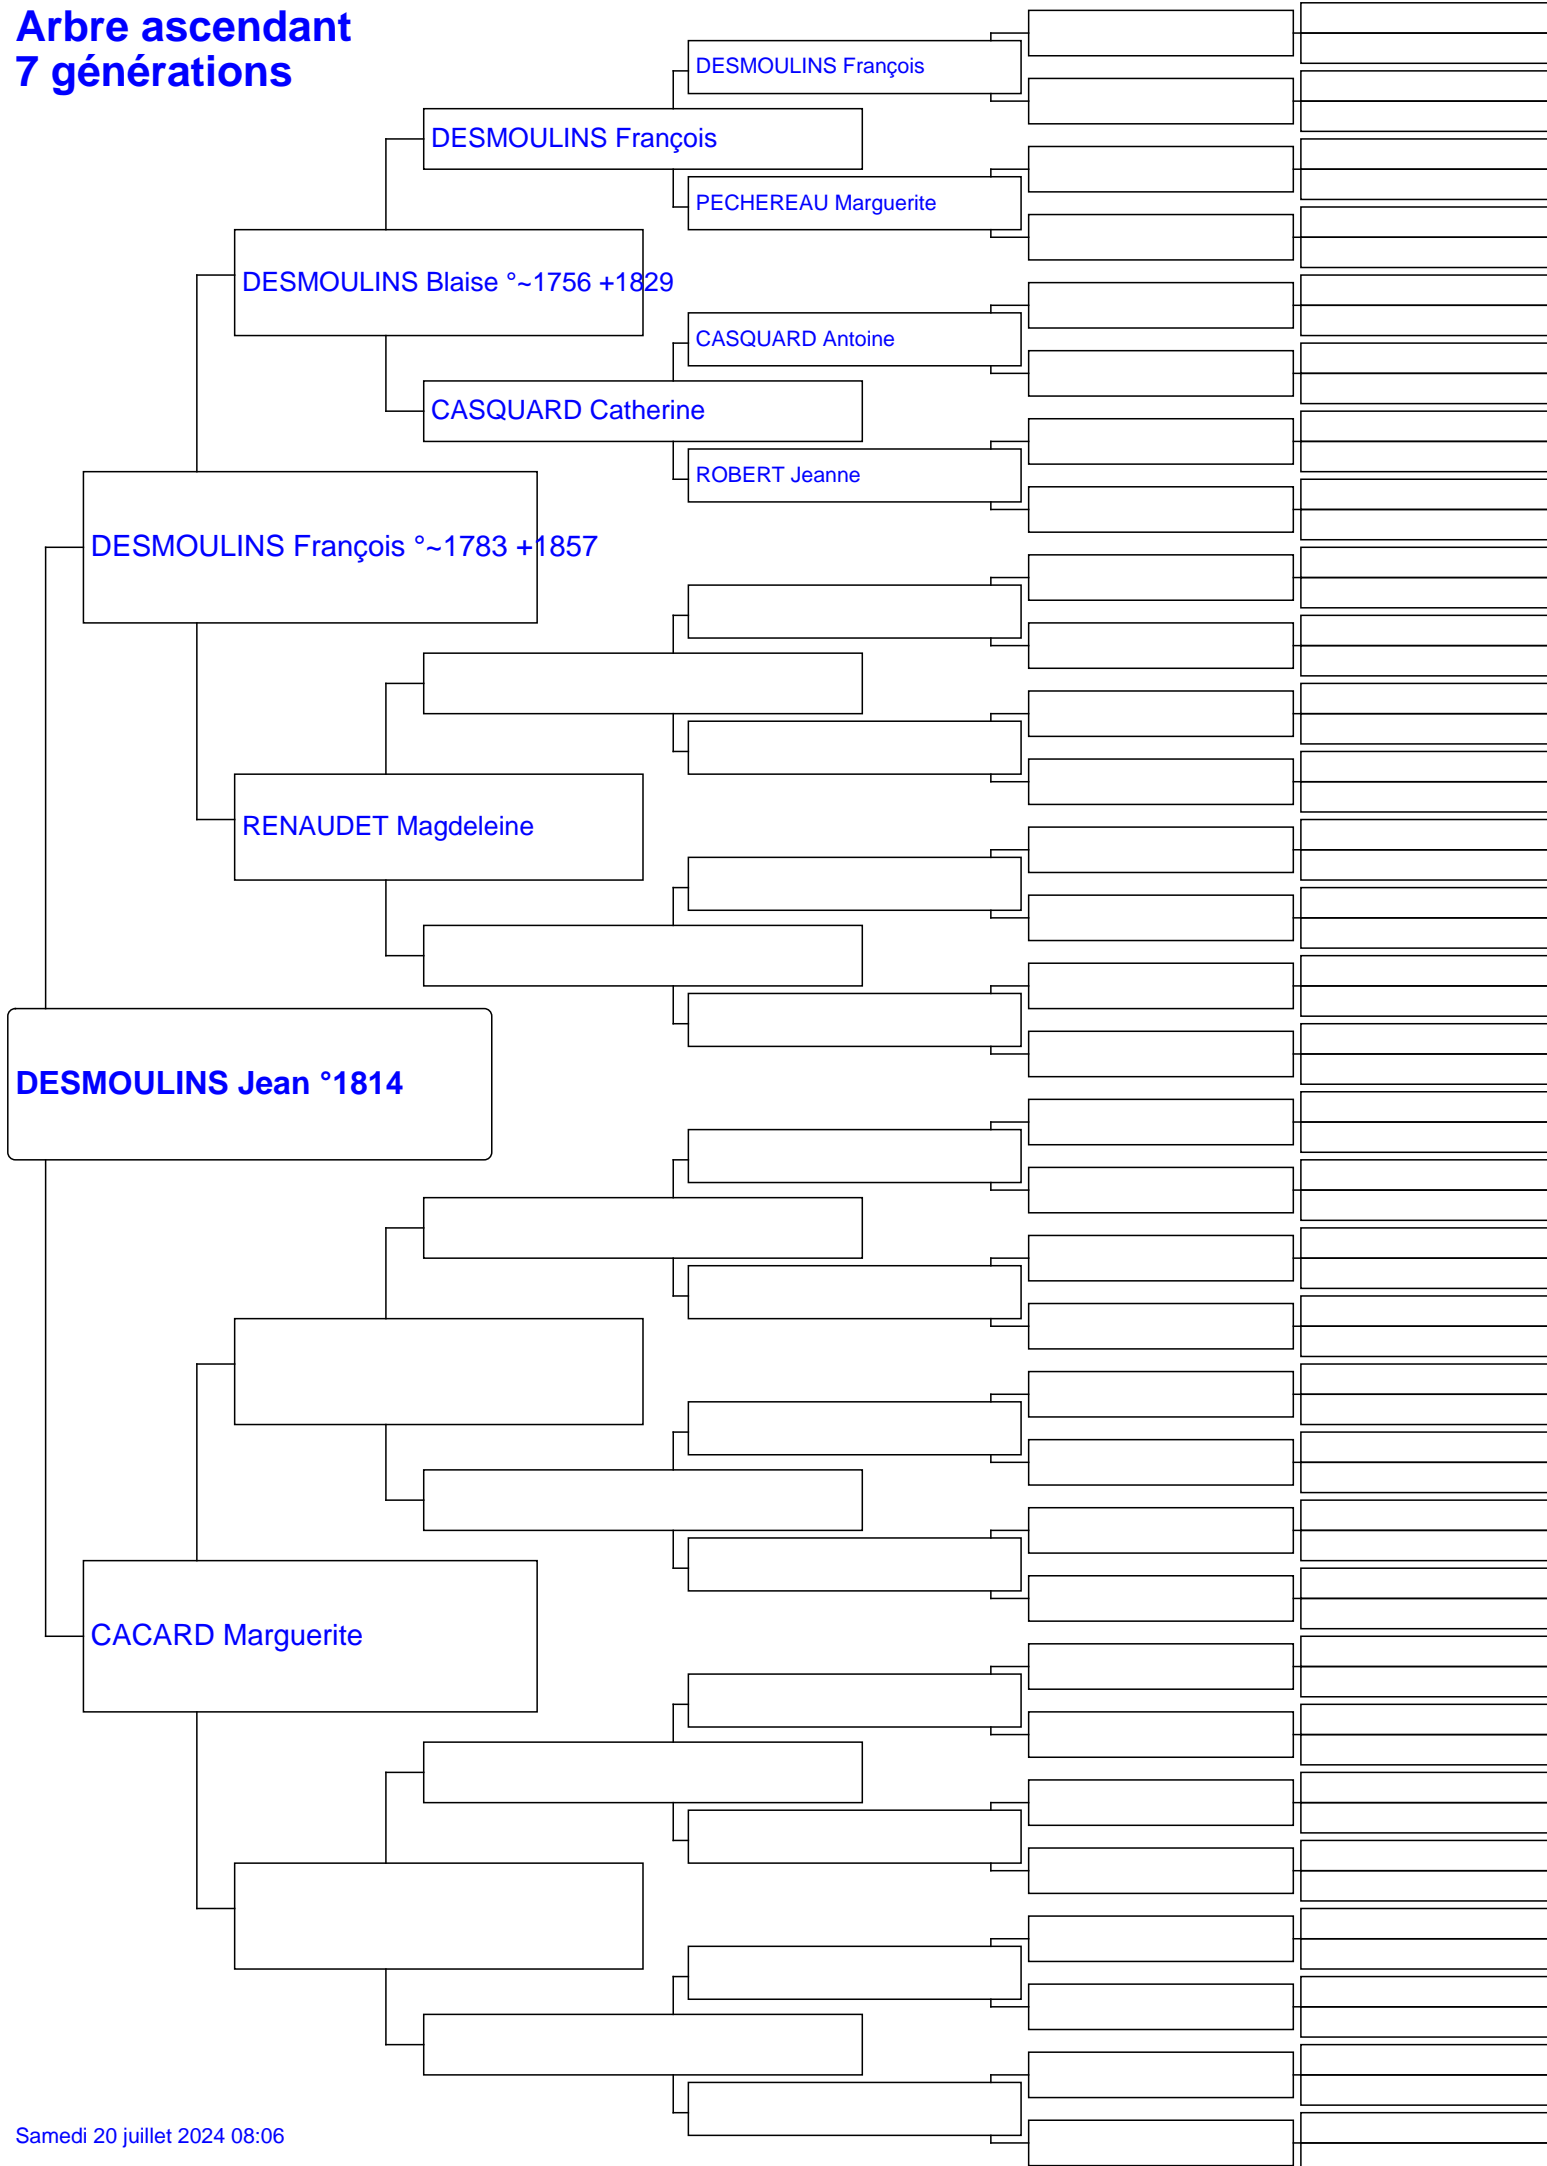 Arbre ascendant
7 générations
DESMOULINS François
DESMOULINS François
PECHEREAU Marguerite
DESMOULINS Blaise °~1756 +1829
CASQUARD Antoine
CASQUARD Catherine
ROBERT Jeanne
DESMOULINS François °~1783 +1857
RENAUDET Magdeleine
DESMOULINS Jean °1814
CACARD Marguerite
Samedi 20 juillet 2024 08:06